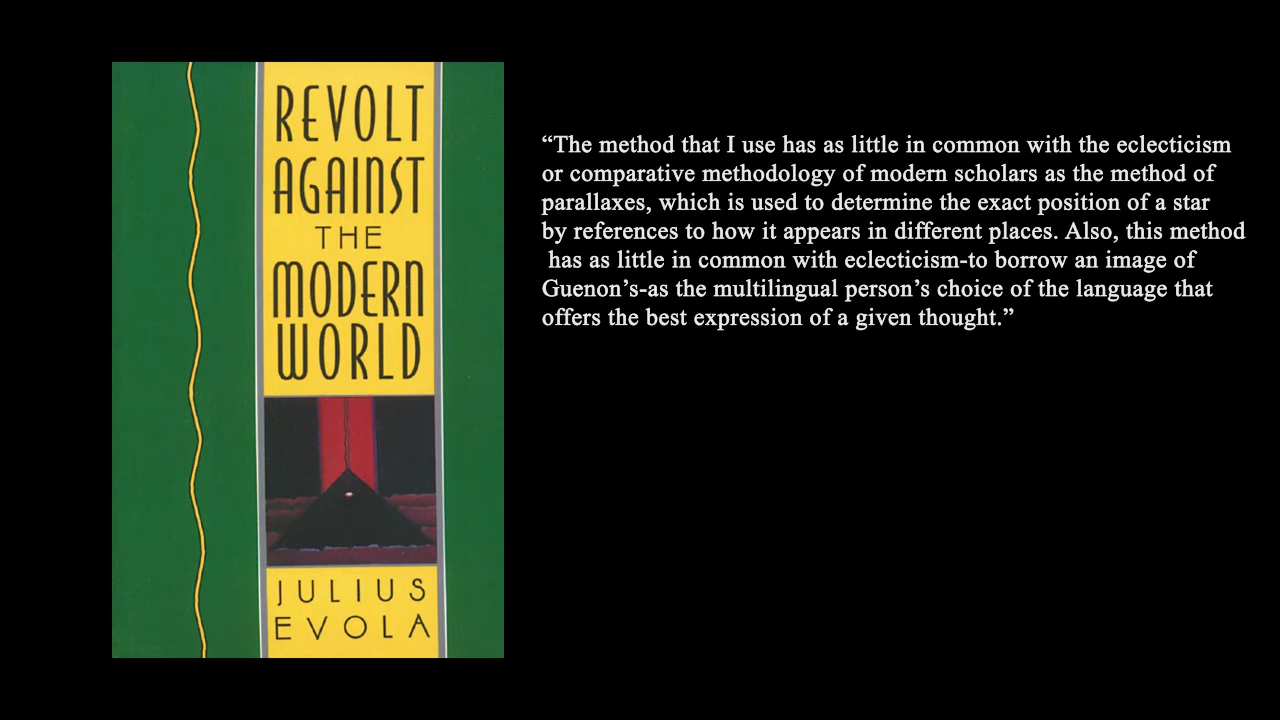 REVOLT
AGAINST
THE
MODERN
WORLD
JULIUS
EVOLA
“The method that I use has as little in common with the eclecticism
or comparative methodology of modern scholars as the method of
parallaxes, which is used to determine the exact position of a star
by references to how it appears in different places. Also, this method
has as little in common with eclecticism-to borrow an image of
Guenon’s-as the multilingual person’s choice of the language that
offers the best expression of a given thought.”